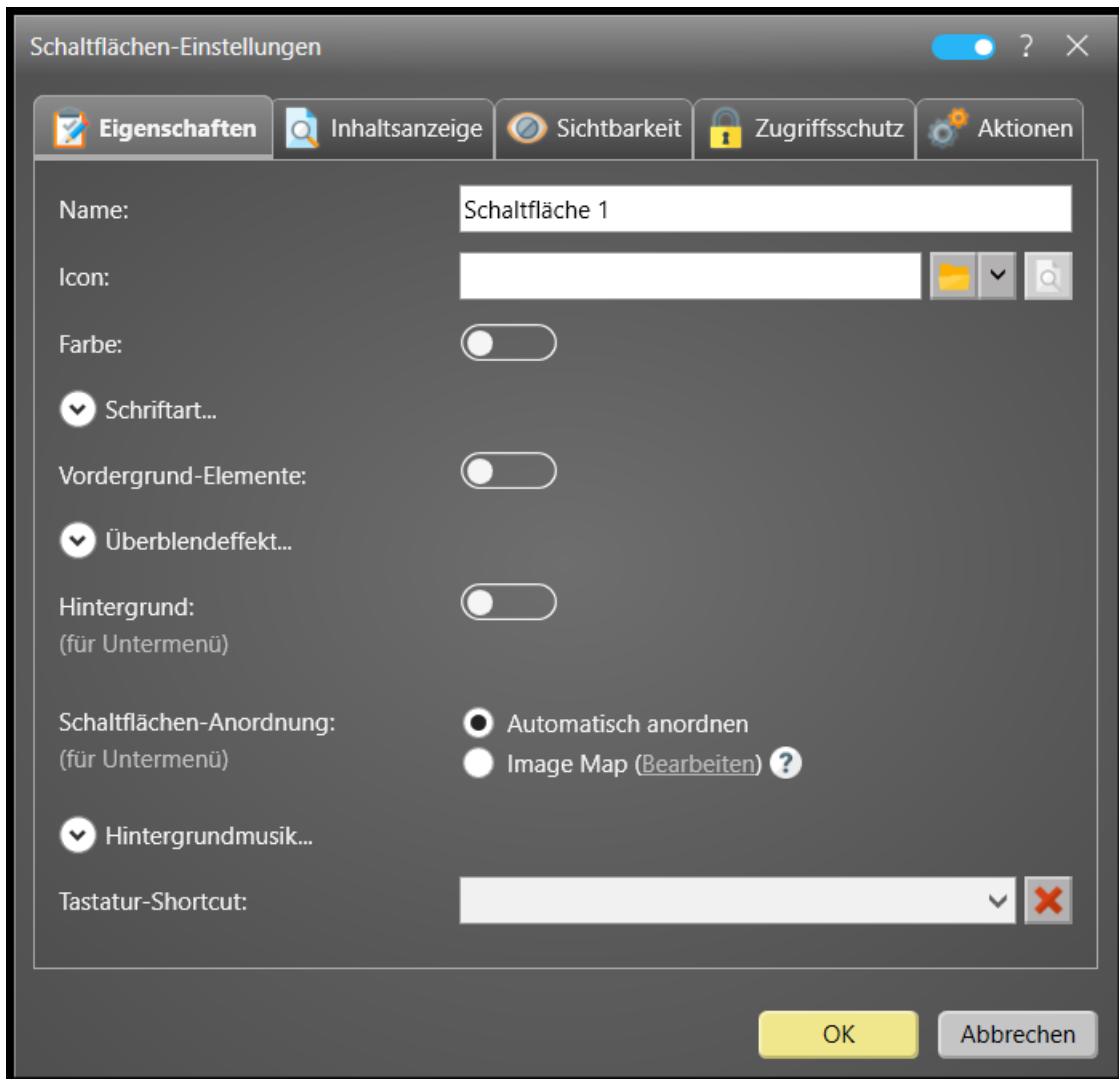 Schaltflächen-Einstellungen ?
Eigenschaften Inhaltsanzeige Sichtbarkeit Zugriffsschutz Aktionen
Name: Schaltfläche 1
Icon:
Farbe:
Schriftart...
Vordergrund-Elemente:
Überblendeffekt...
Hintergrund:
(für Untermenü)
Schaltflächen-Anordnung: Automatisch anordnen
(für Untermenü) Image Map (Bearbeiten) ?
Hintergrundmusik...
Tastatur-Shortcut:
OK Abbrechen